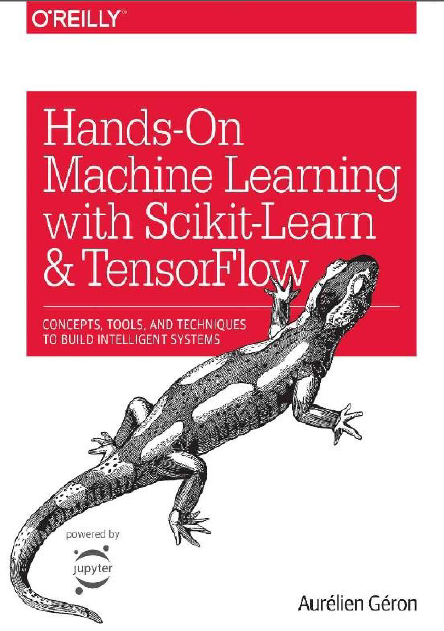 O'REILLY™
Hands-On
Machine Learning
with Scikit-Learn
& TensorFlow
CONCEPTS, TOOLS, AND TECHNIQUES
TO BUILD INTELLIGENT SYSTEMS
powered by
jupyter
Aurélien Géron